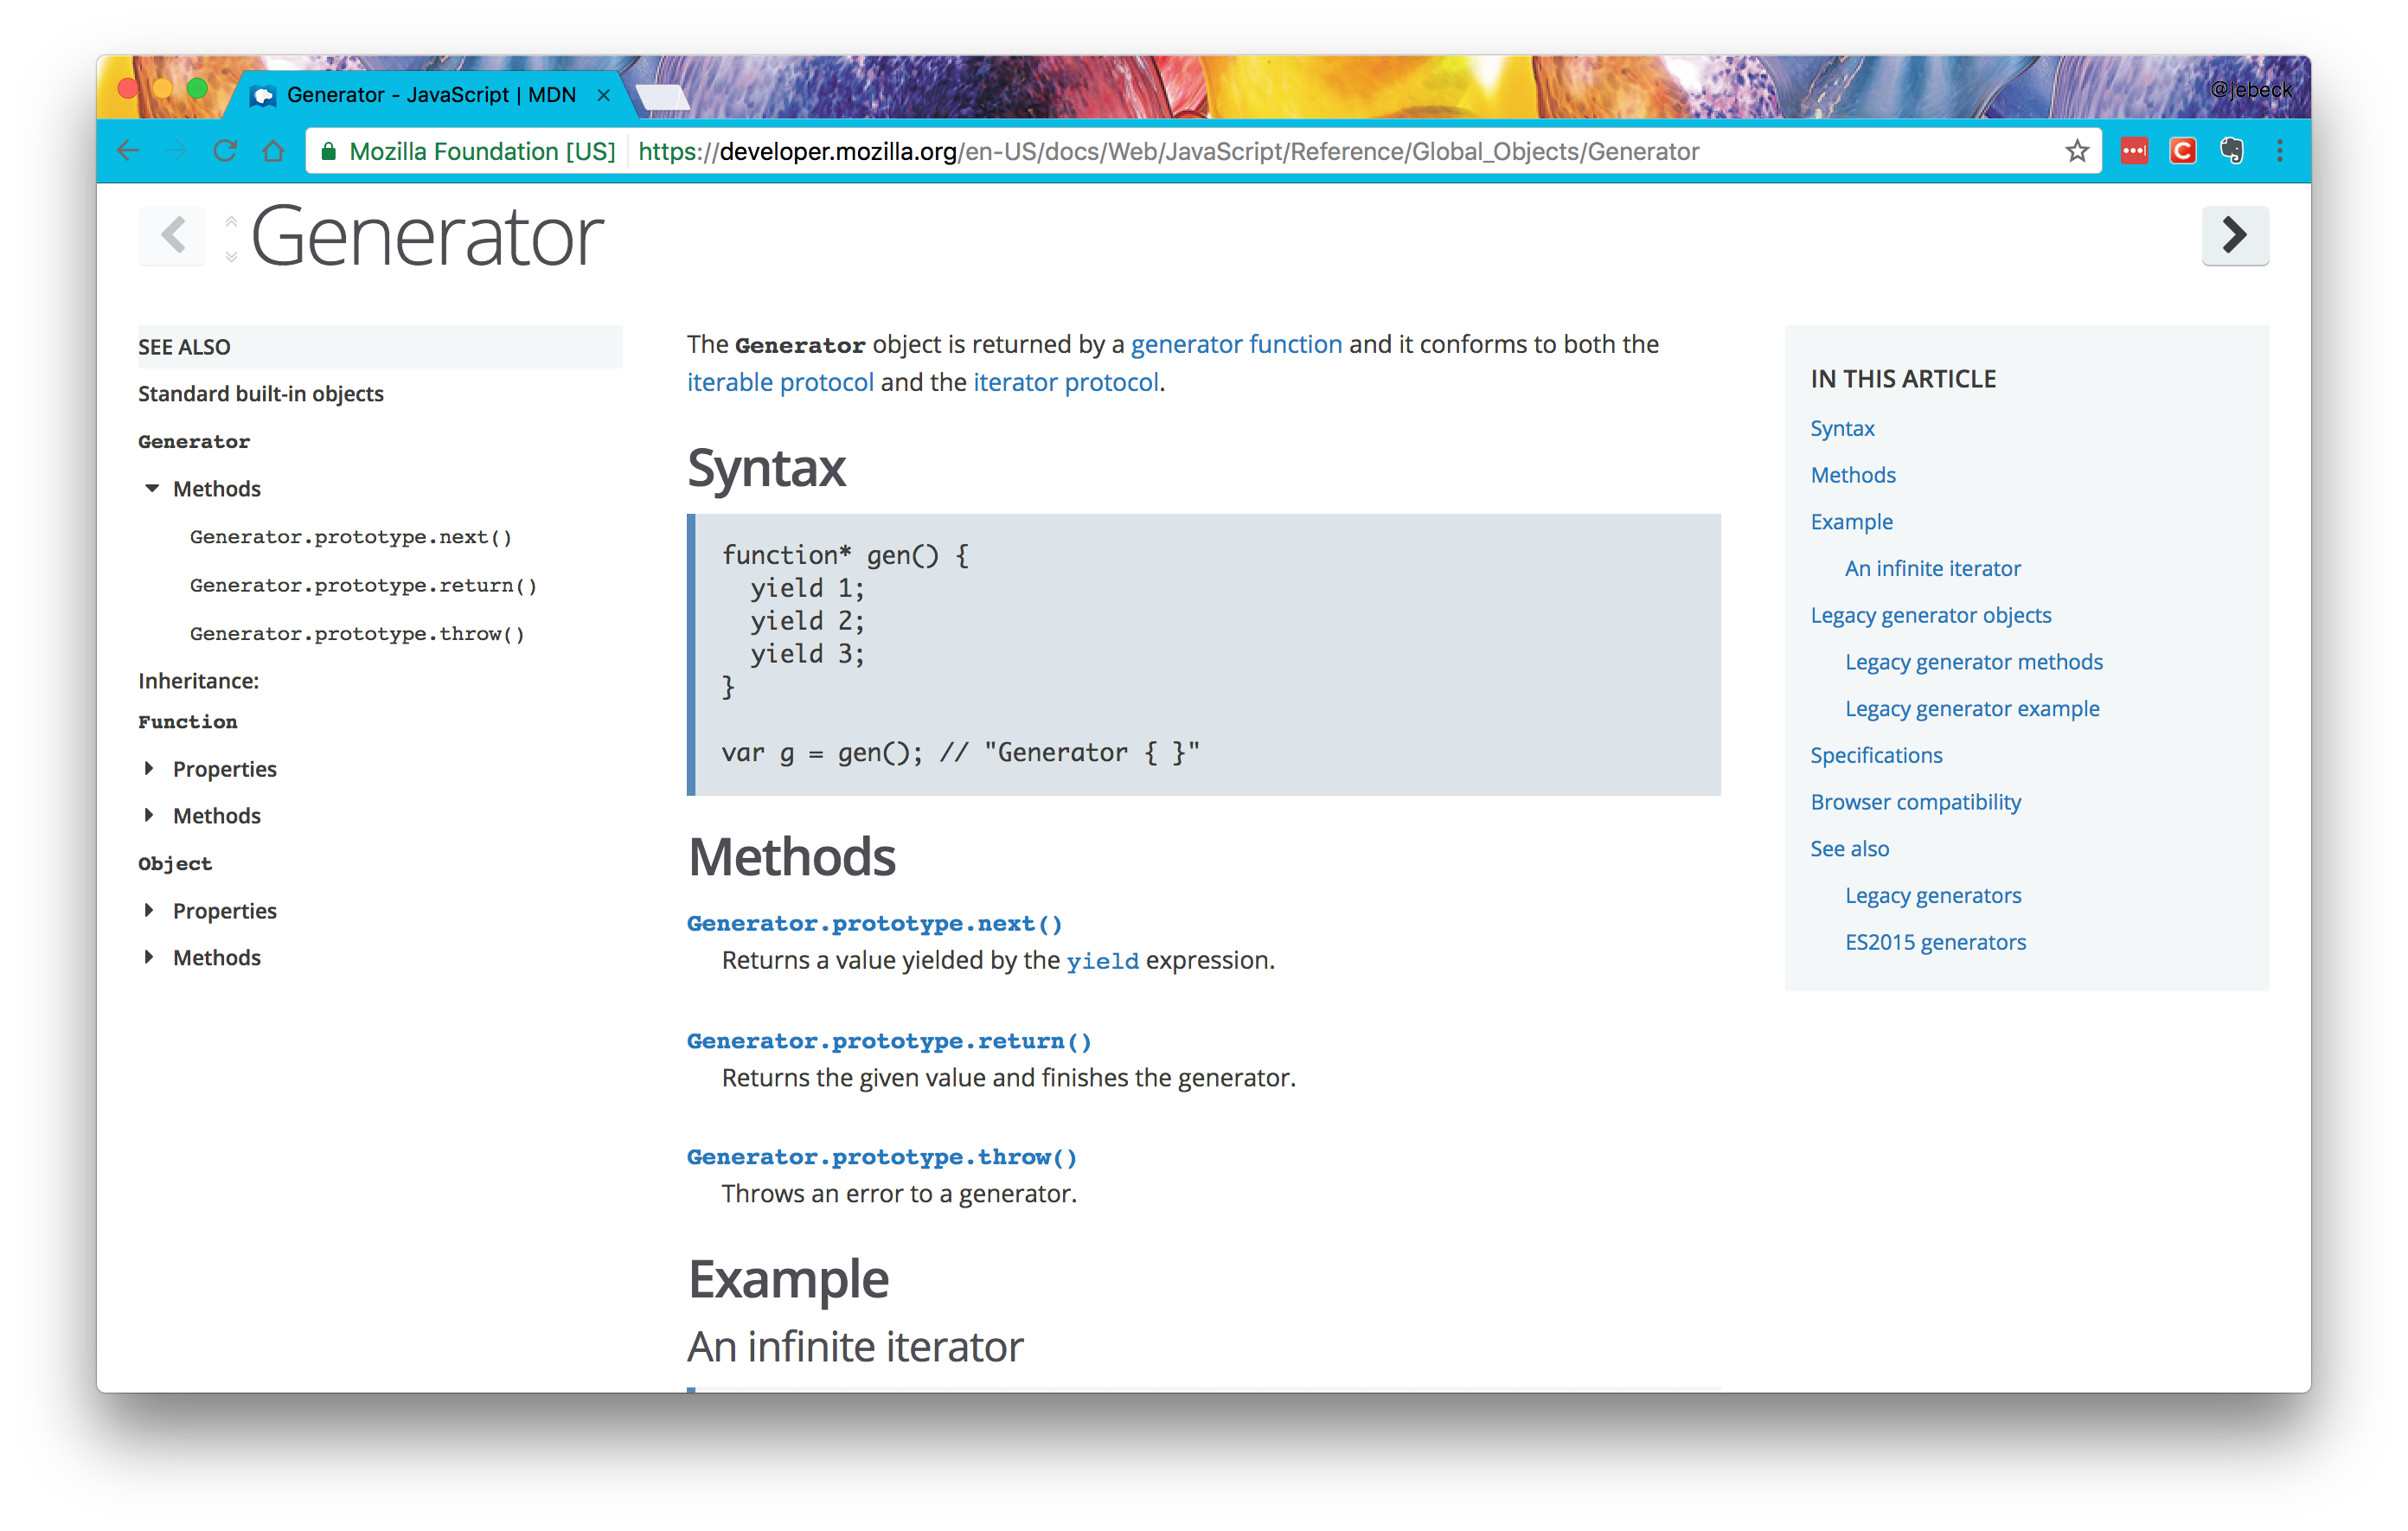 Generator - JavaScript | MDN
@jebeck
Mozilla Foundation [US] https://developer.mozilla.org/en-US/docs/Web/JavaScript/Reference/Global_Objects/Generator
Generator
SEE ALSO
Standard built-in objects
Generator
Methods
Generator.prototype.next()
Generator.prototype.return()
Generator.prototype.throw()
Inheritance:
Function
Properties
Methods
Object
Properties
Methods
The Generator object is returned by a generator function and it conforms to both the
iterable protocol and the iterator protocol.
Syntax
function* gen() {
  yield 1;
  yield 2;
  yield 3;
}
var g = gen(); // "Generator { }"
Methods
Generator.prototype.next()
Returns a value yielded by the yield expression.
Generator.prototype.return()
Returns the given value and finishes the generator.
Generator.prototype.throw()
Throws an error to a generator.
Example
An infinite iterator
IN THIS ARTICLE
Syntax
Methods
Example
An infinite iterator
Legacy generator objects
Legacy generator methods
Legacy generator example
Specifications
Browser compatibility
See also
Legacy generators
ES2015 generators